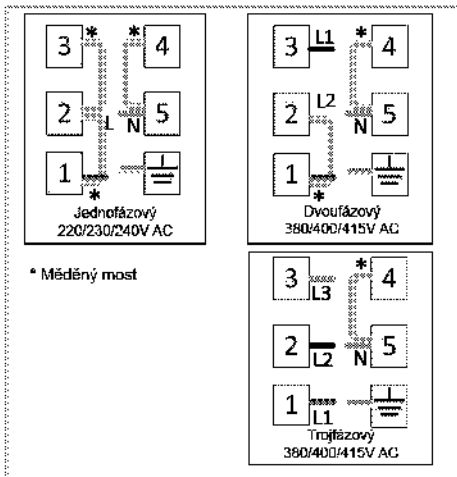 3 * * 4
2 L N 5
1 *
Jednofázový
220/230/240V AC
3 L1 * 4
2 L2 N 5
1 *
Dvoufázový
380/400/415V AC
* Měděný most
3 L3 * 4
2 L2 N 5
1 L1
Trojfázový
380/400/415V AC